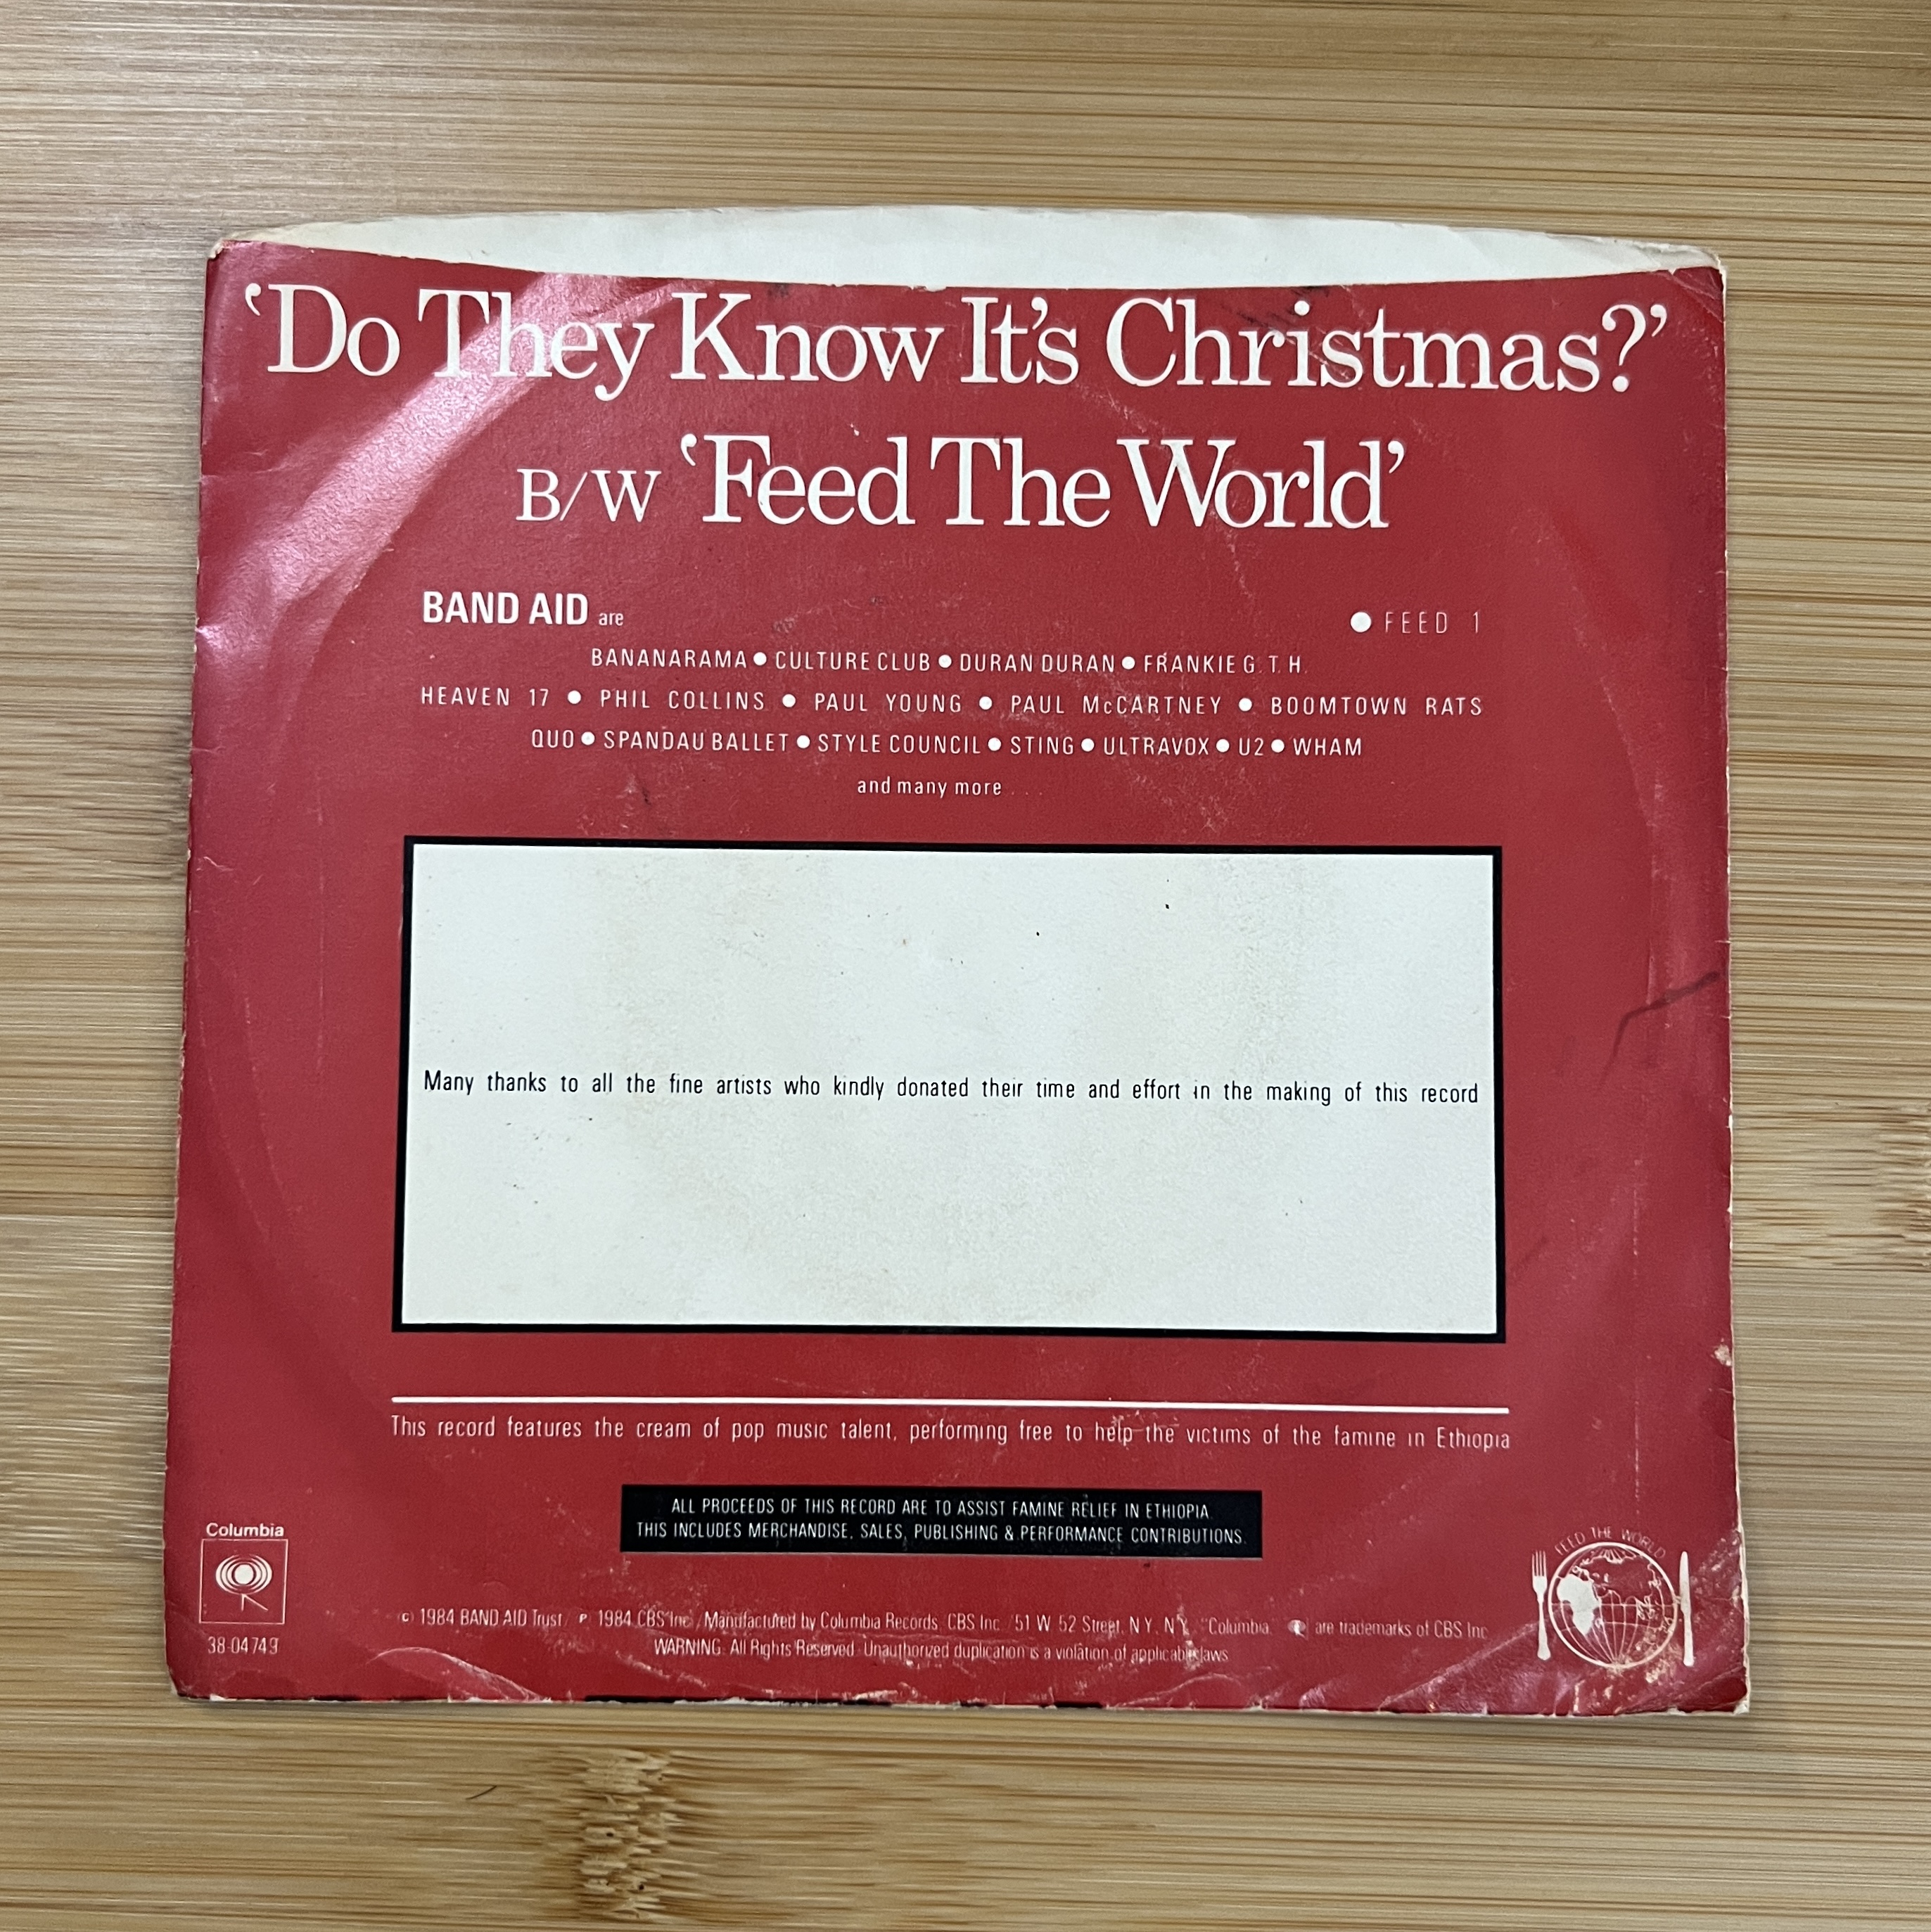 ‘Do They Know It’s Christmas?’
B/W ‘Feed The World’
BAND AID are
● FEED 1
BANANARAMA ● CULTURE CLUB ● DURAN DURAN ● FRANKIE G. T. H.
HEAVEN 17 ● PHIL COLLINS ● PAUL YOUNG ● PAUL McCARTNEY ● BOOMTOWN RATS
QUO ● SPANDAU BALLET ● STYLE COUNCIL ● STING ● ULTRAVOX ● U2 ● WHAM
and many more . . .
Many thanks to all the fine artists who kindly donated their time and effort in the making of this record
This record features the cream of pop music talent, performing free to help the victims of the famine in Ethiopia
ALL PROCEEDS OF THIS RECORD ARE TO ASSIST FAMINE RELIEF IN ETHIOPIA.
THIS INCLUDES MERCHANDISE, SALES, PUBLISHING & PERFORMANCE CONTRIBUTIONS.
Columbia
38-04749
© 1984 BAND AID Trust/ ℗ 1984 CBS Inc./Manufactured by Columbia Records/CBS Inc./51 W. 52 Street, N.Y., N.Y./"Columbia," are trademarks of CBS Inc.
WARNING: All Rights Reserved. Unauthorized duplication is a violation of applicable laws.
FEED THE WORLD